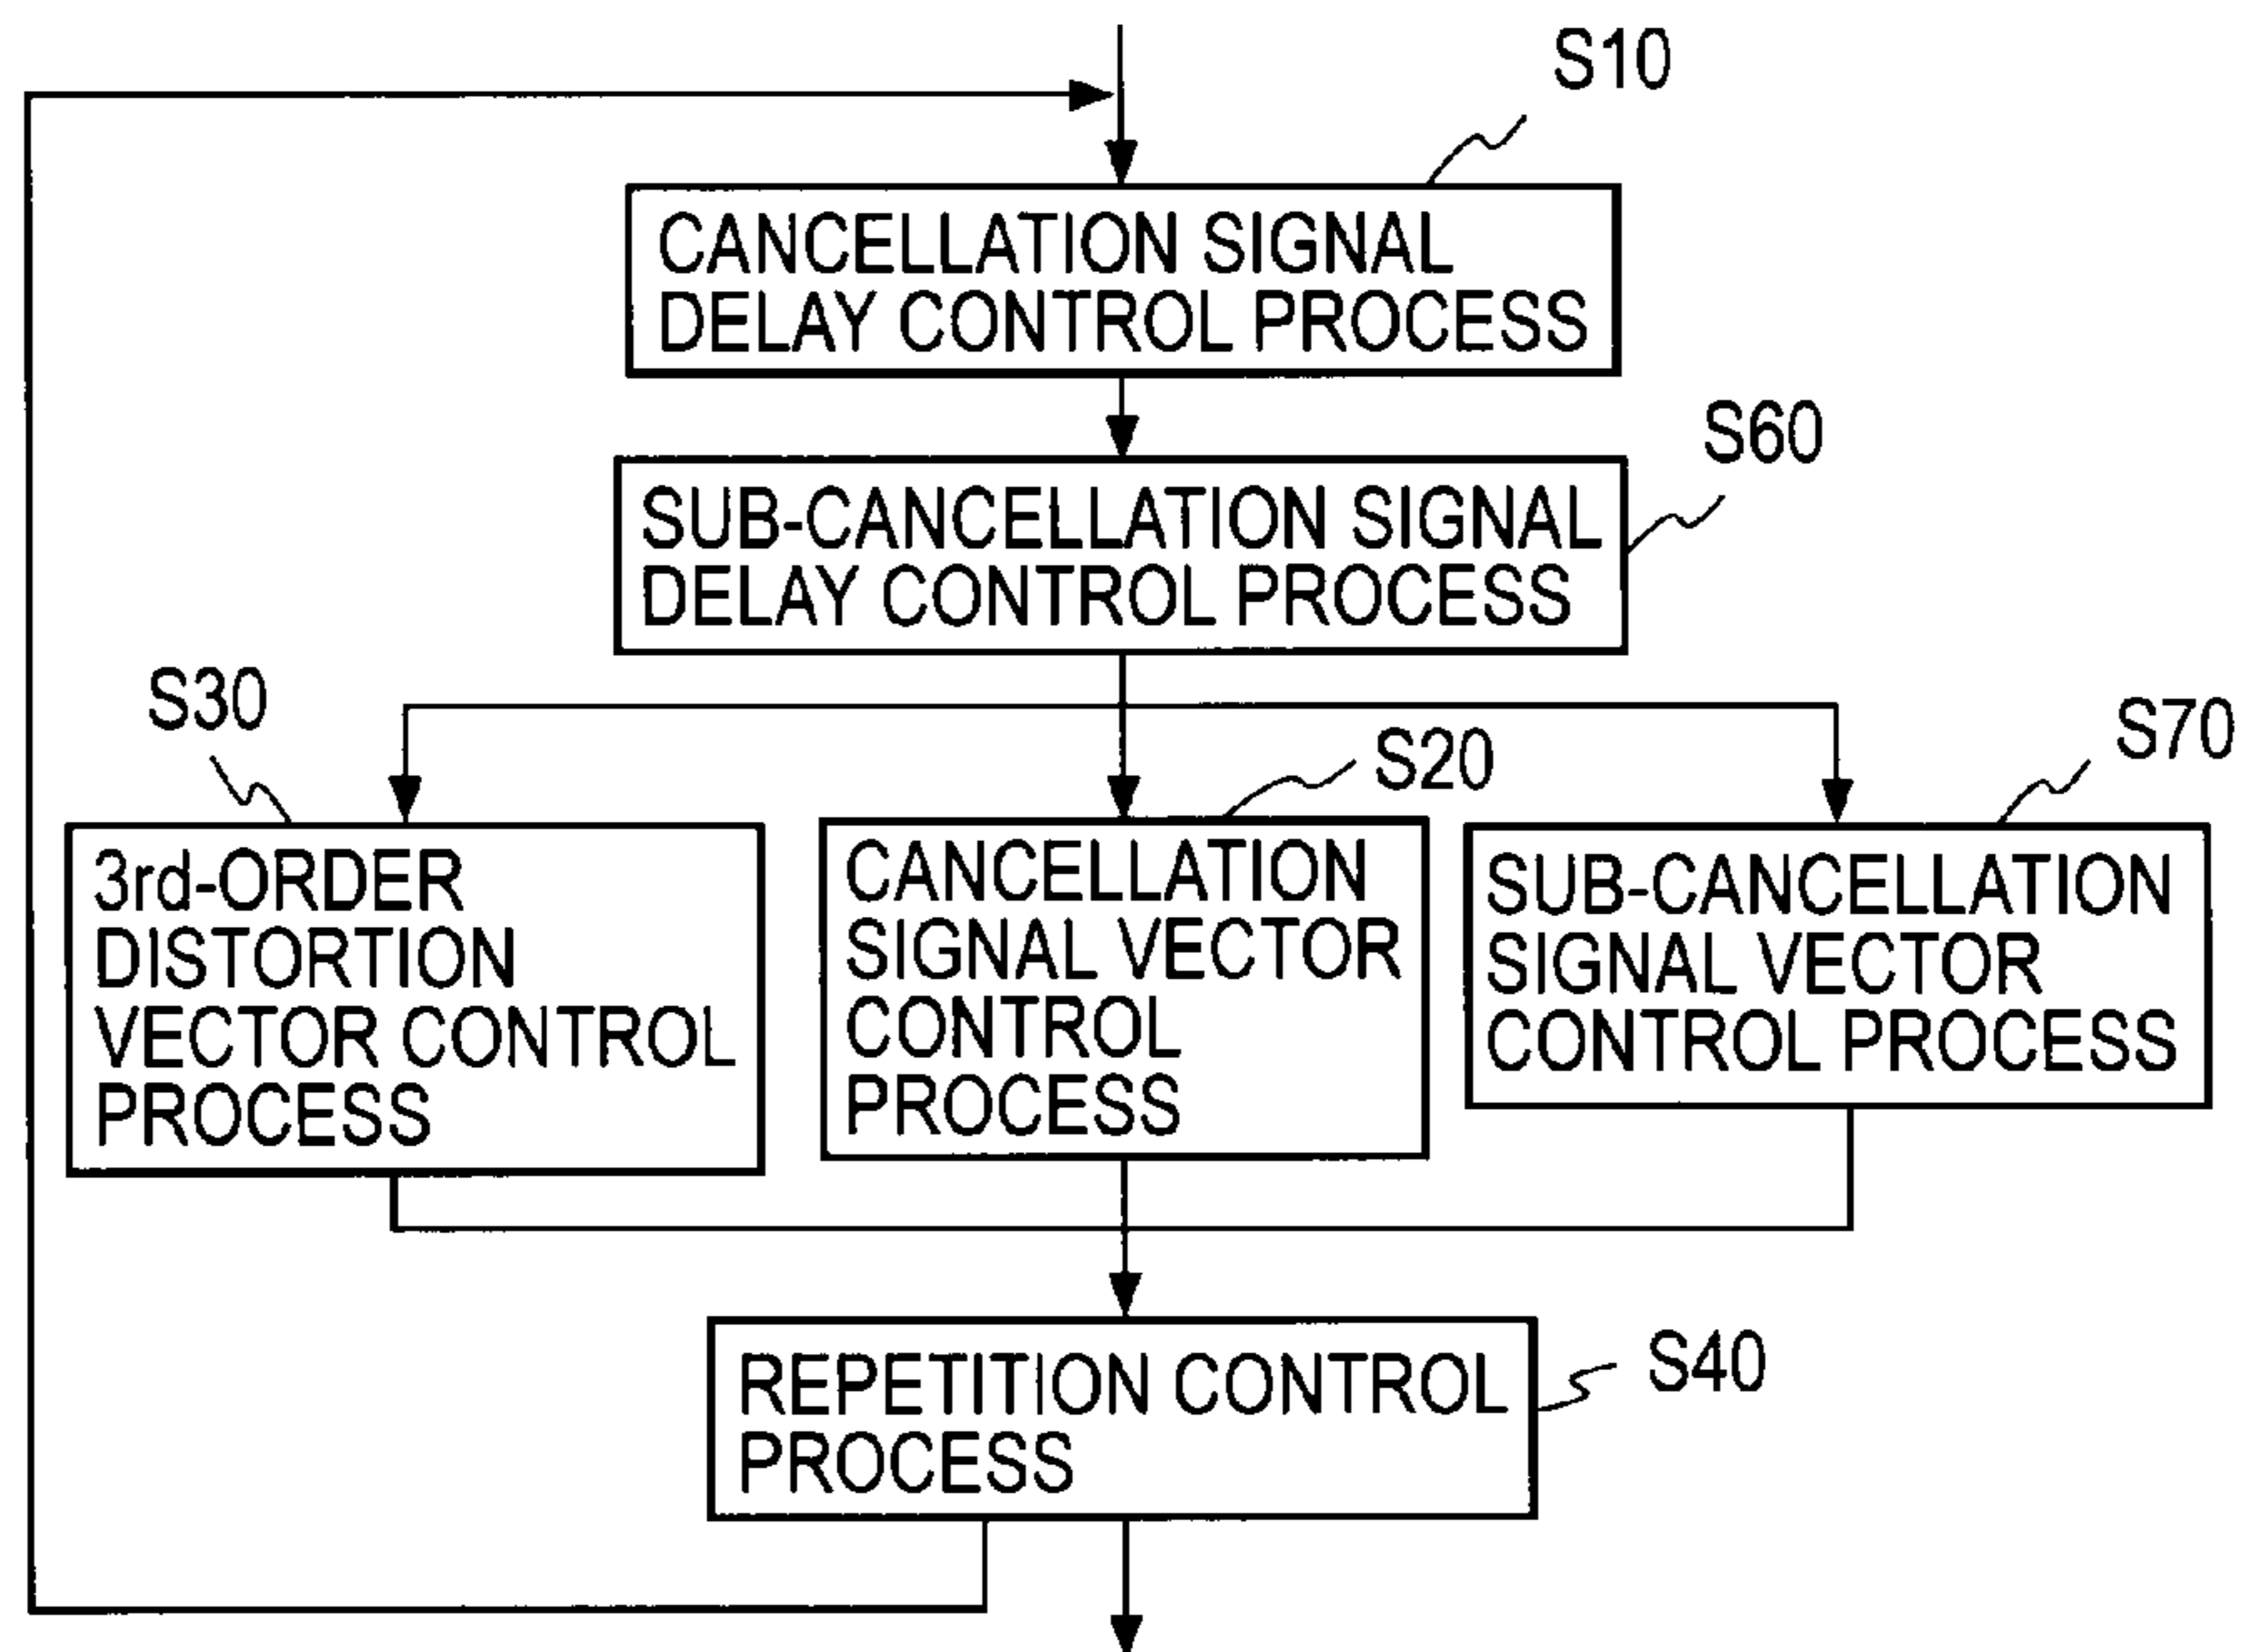 S10
CANCELLATION SIGNAL
DELAY CONTROL PROCESS
S60
SUB-CANCELLATION SIGNAL
DELAY CONTROL PROCESS
S30
3rd-ORDER
DISTORTION
VECTOR CONTROL
PROCESS
S20
CANCELLATION
SIGNAL VECTOR
CONTROL
PROCESS
S70
SUB-CANCELLATION
SIGNAL VECTOR
CONTROL PROCESS
S40
REPETITION CONTROL
PROCESS